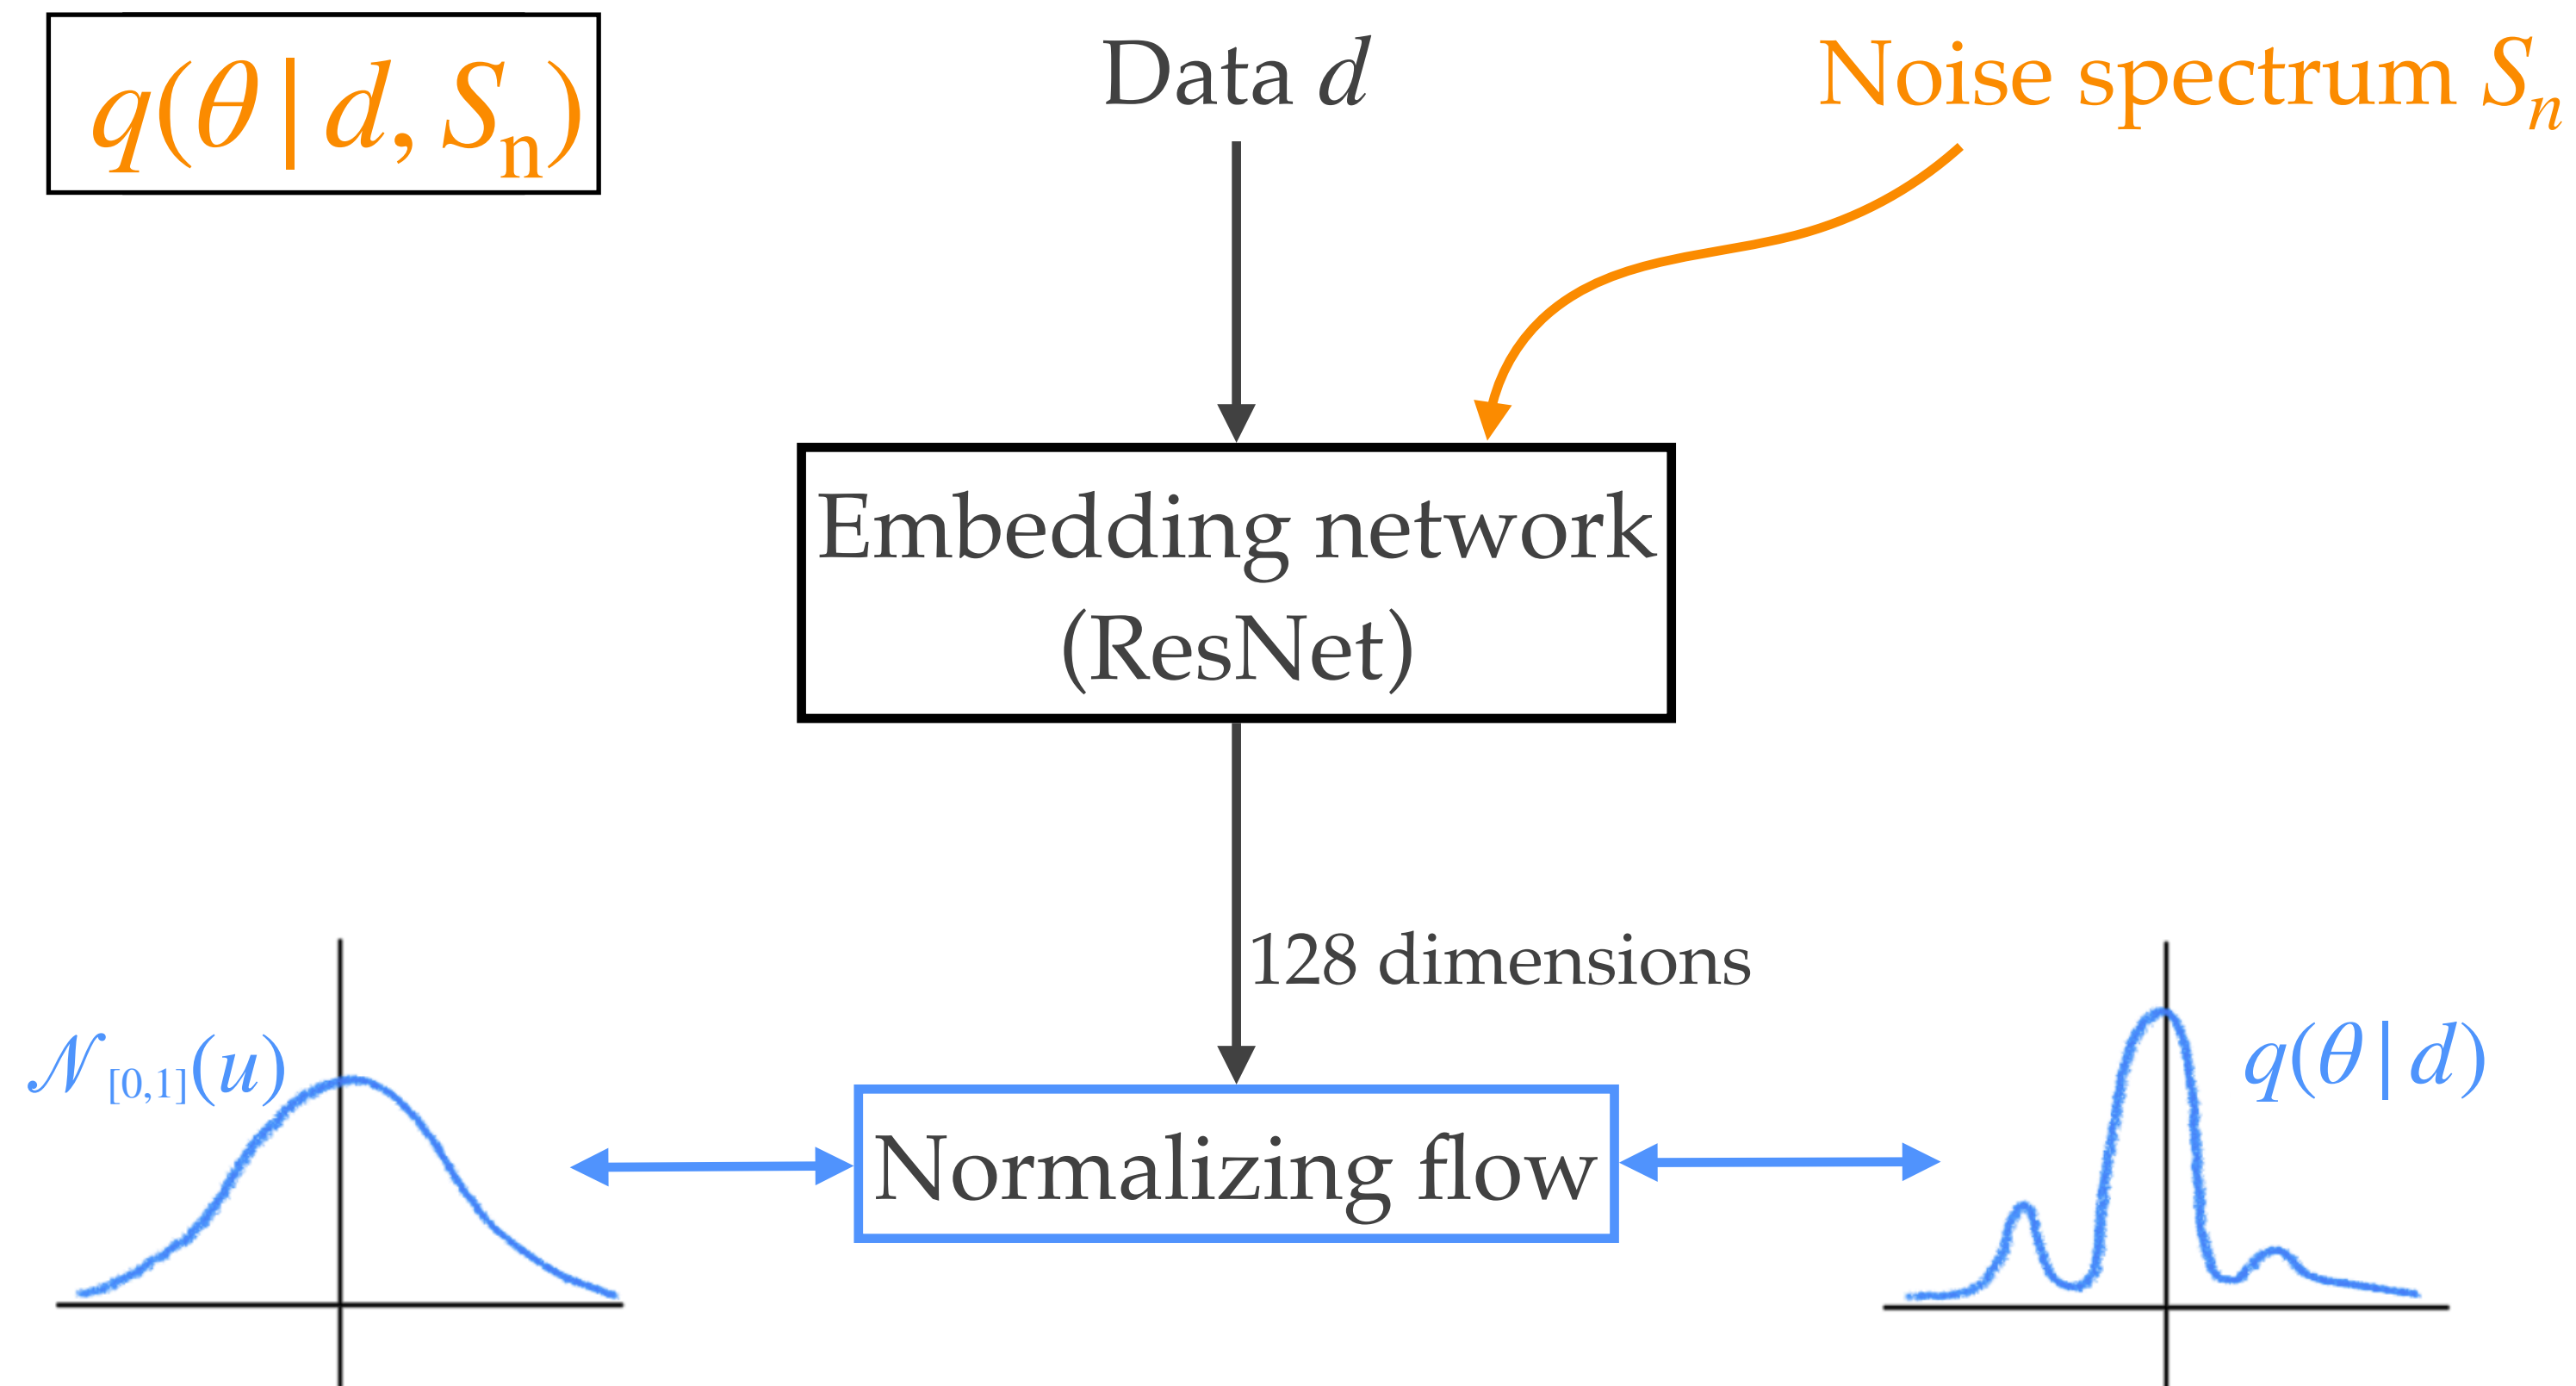 q(θ | d, Sₙ)
Data d
Noise spectrum Sₙ
Embedding network
(ResNet)
128 dimensions
𝒩[0,1](u)
q(θ | d)
Normalizing flow